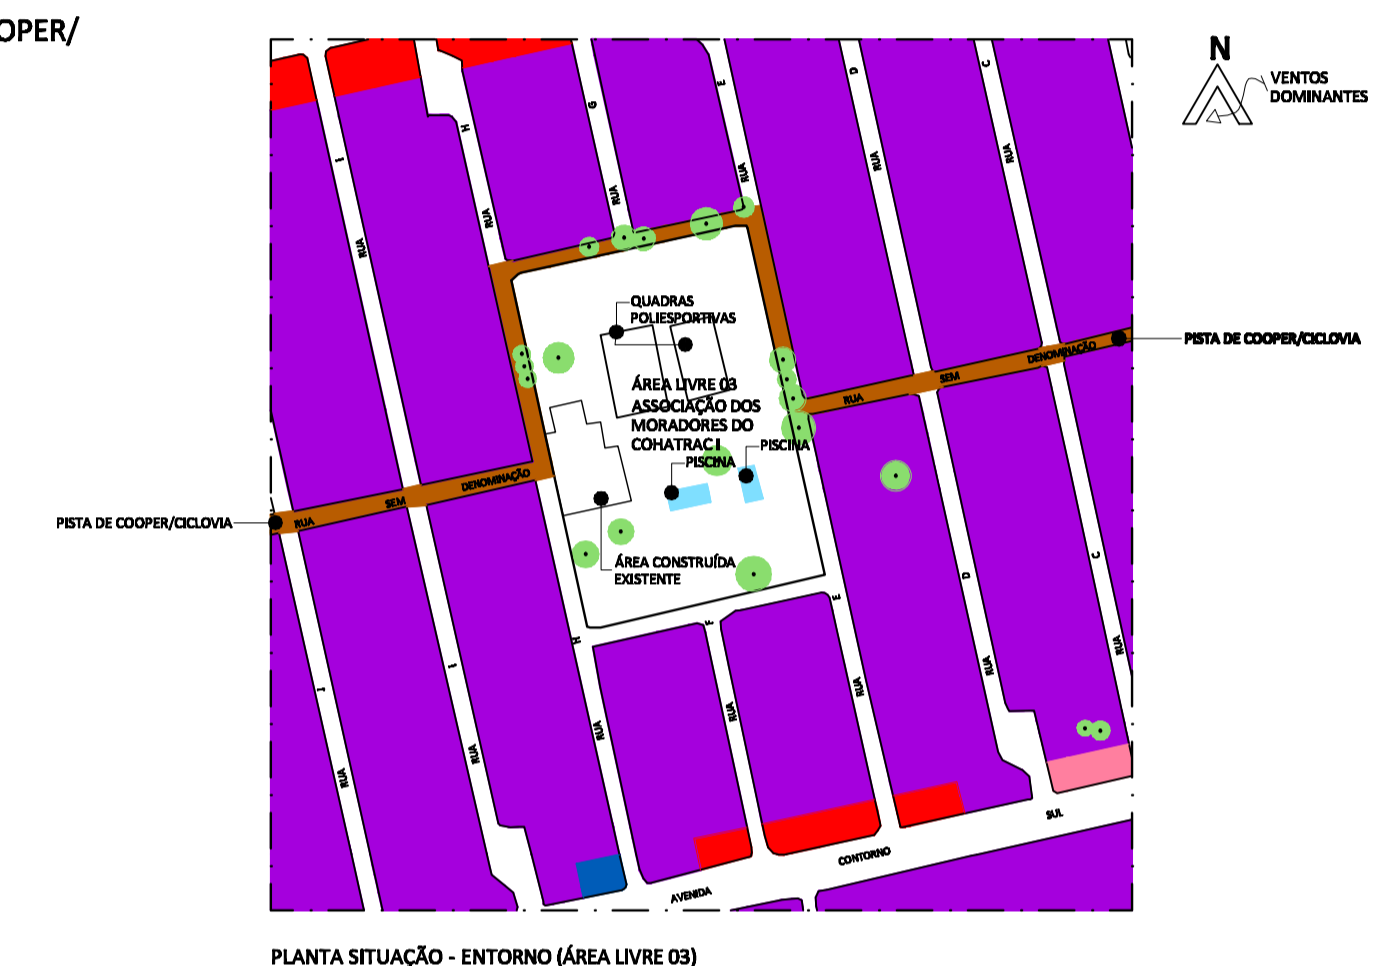 OPER/
N
VENTOS
DOMINANTES
I
RUA
H
RUA
G
RUA
E
RUA
D
RUA
C
RUA
QUADRAS
POLIESPORTIVAS
PISTA DE COOPER/CICLOVIA
RUA SEM DENOMINAÇÃO
ÁREA LIVRE 03
ASSOCIAÇÃO DOS
MORADORES DO
COHATRAC I
PISCINA
PISCINA
RUA SEM DENOMINAÇÃO
PISTA DE COOPER/CICLOVIA
ÁREA CONSTRUÍDA
EXISTENTE
J
RUA
I
RUA
H
RUA
F
RUA
E
RUA
D
RUA
C
RUA
AVENIDA CONTORNO SUL
PLANTA SITUAÇÃO - ENTORNO (ÁREA LIVRE 03)